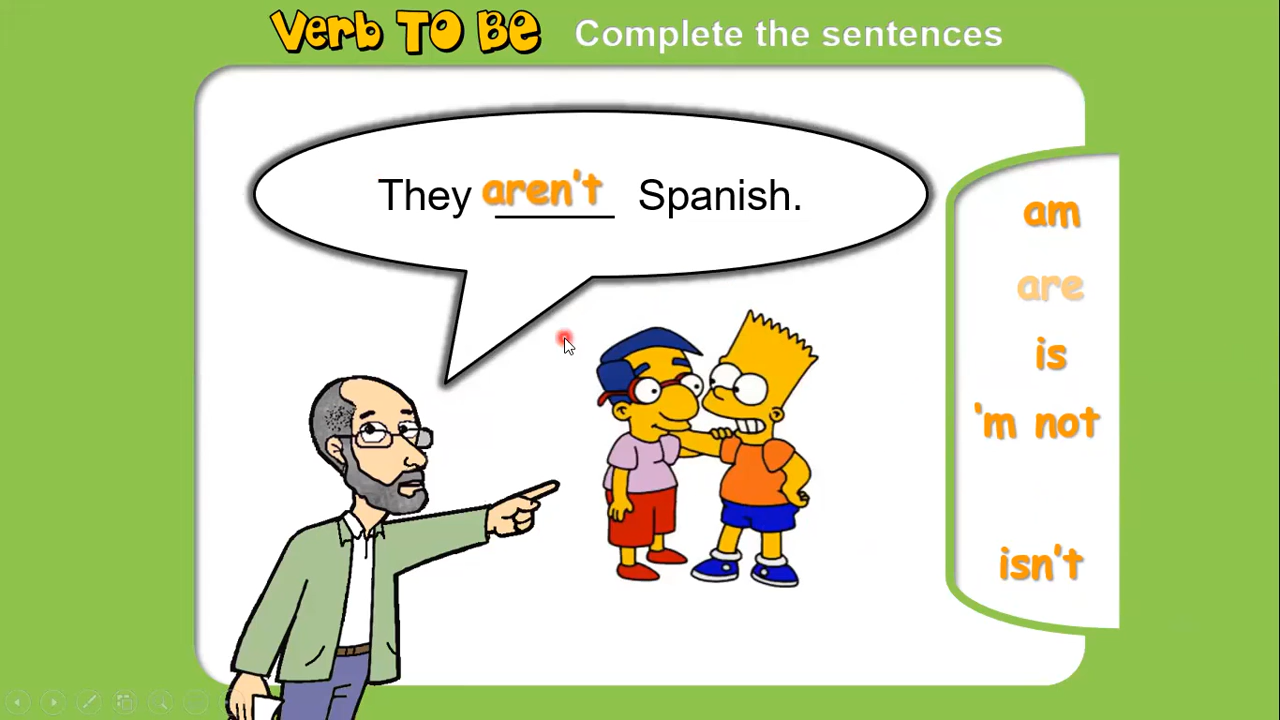 Verb TO BE Complete the sentences
They aren't Spanish.
am
are
is
'm not
isn't